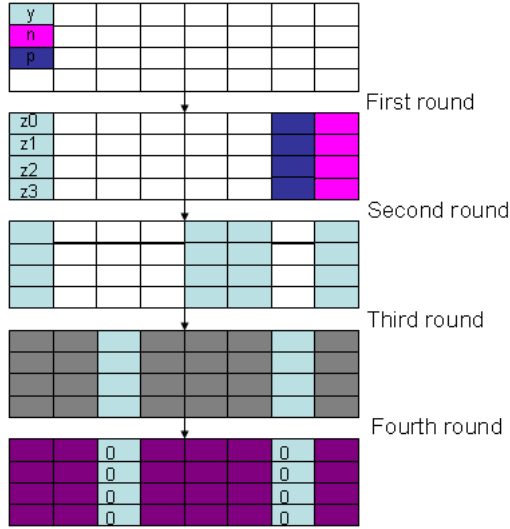 y
n
p
First round
z0
z1
z2
z3
Second round
Third round
Fourth round
0 0
0 0
0 0
0 0